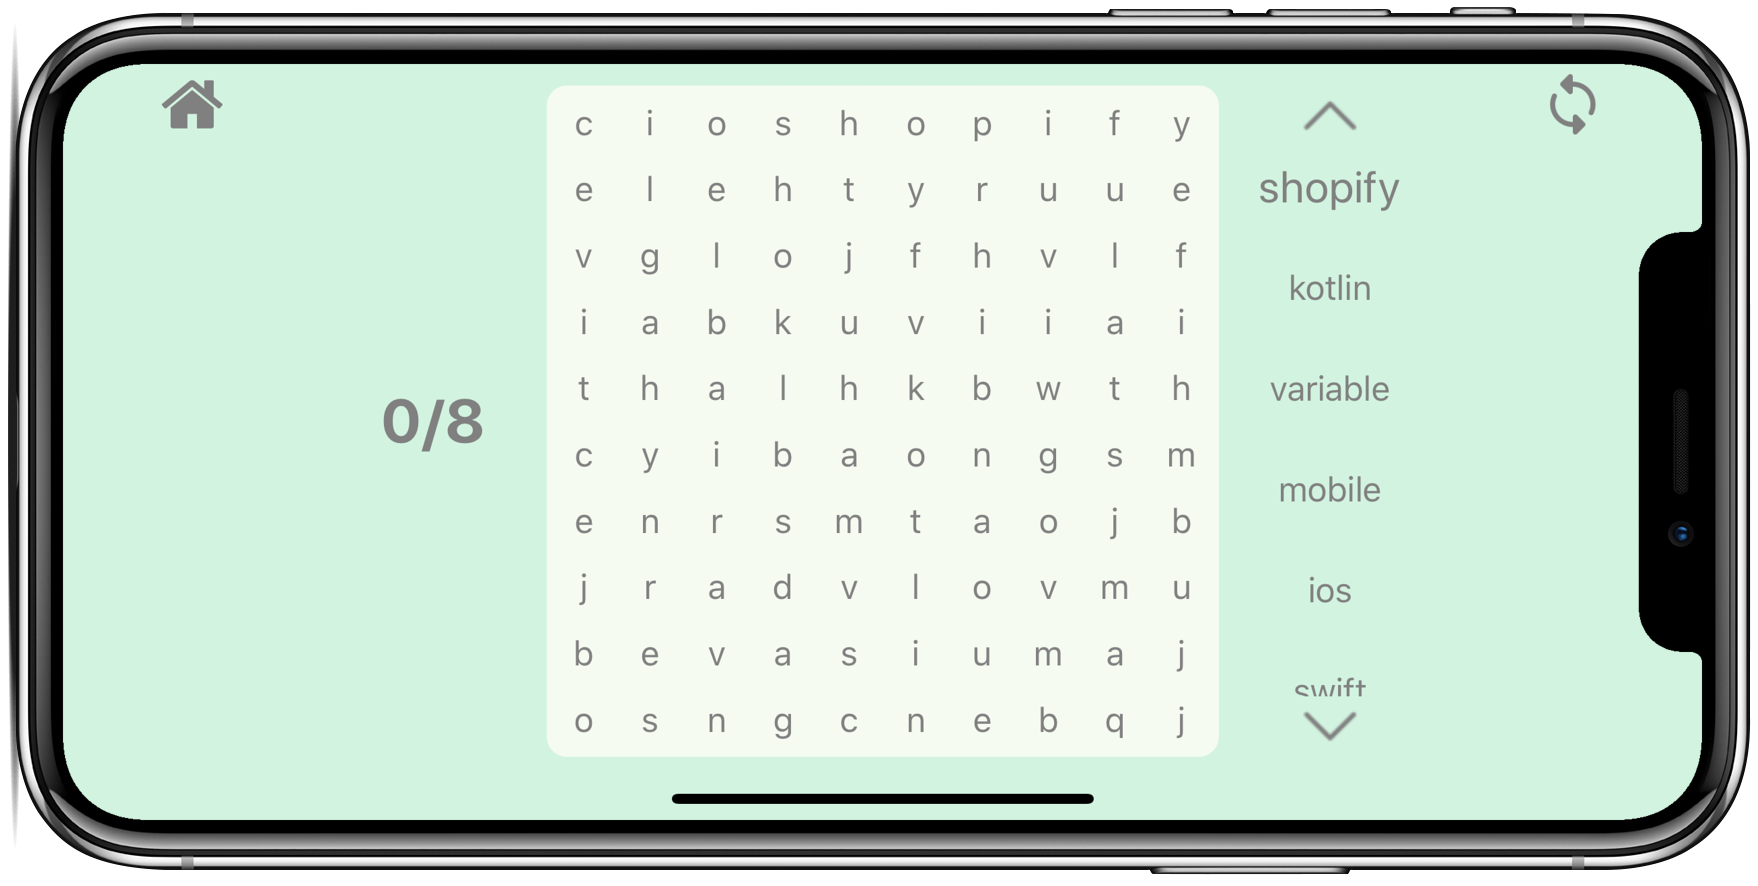 0/8
c i o s h o p i f y
e l e h t y r u u e
v g l o j f h v l f
i a b k u v i i a i
t h a l h k b w t h
c y i b a o n g s m
e n r s m t a o j b
j r a d v l o v m u
b e v a s i u m a j
o s n g c n e b q j
shopify
kotlin
variable
mobile
ios
swift